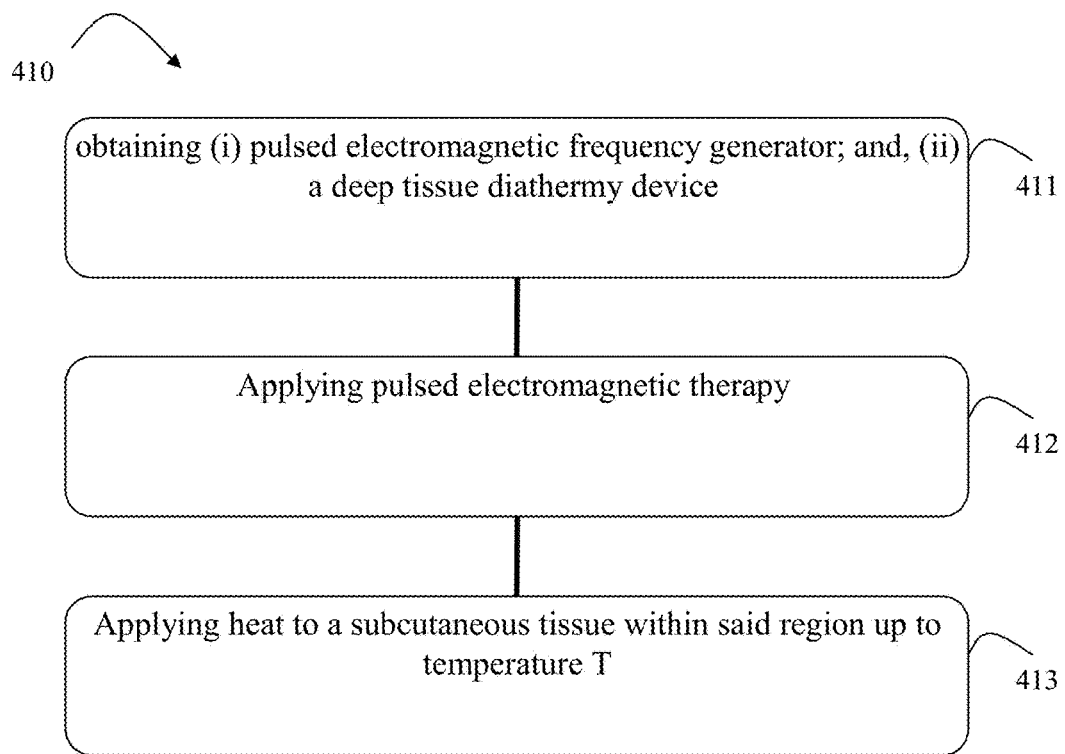 410
obtaining (i) pulsed electromagnetic frequency generator; and, (ii)
a deep tissue diathermy device
411
Applying pulsed electromagnetic therapy
412
Applying heat to a subcutaneous tissue within said region up to
temperature T
413